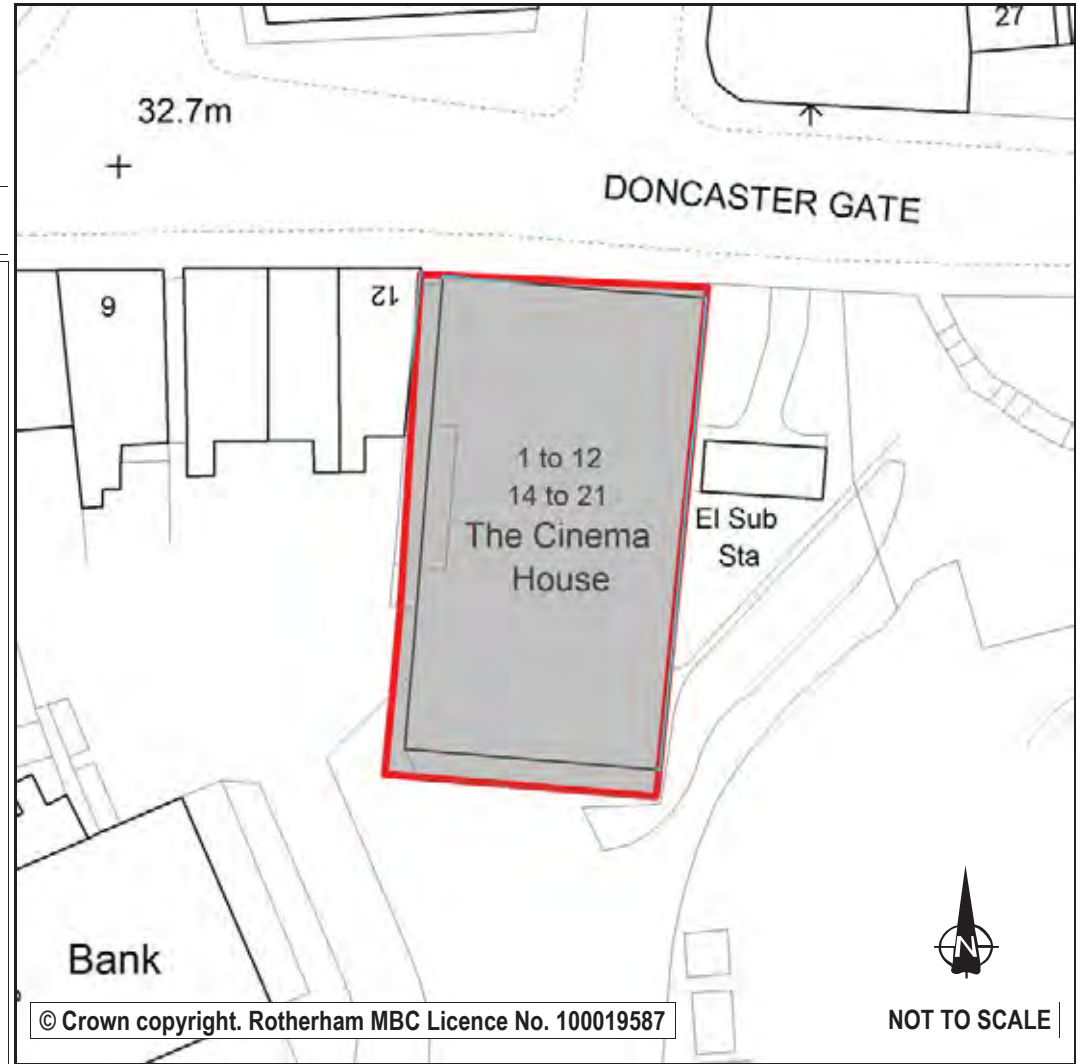 27
32.7m
DONCASTER GATE
9
12
1 to 12
14 to 21
The Cinema
House
El Sub
Sta
Bank
N
© Crown copyright. Rotherham MBC Licence No. 100019587
NOT TO SCALE